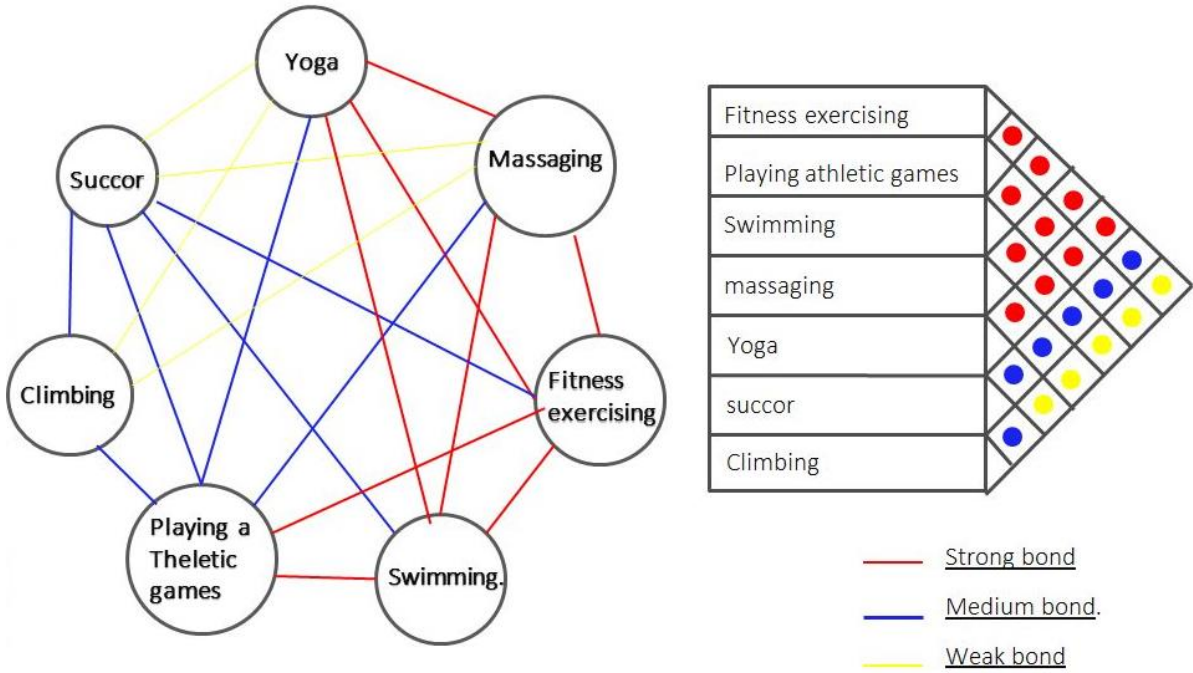 Yoga
Massaging
Succor
Fitness
exercising
Climbing
Playing a
Theletic
games
Swimming.
Fitness exercising
Playing athletic games
Swimming
massaging
Yoga
succor
Climbing
Strong bond
Medium bond.
Weak bond